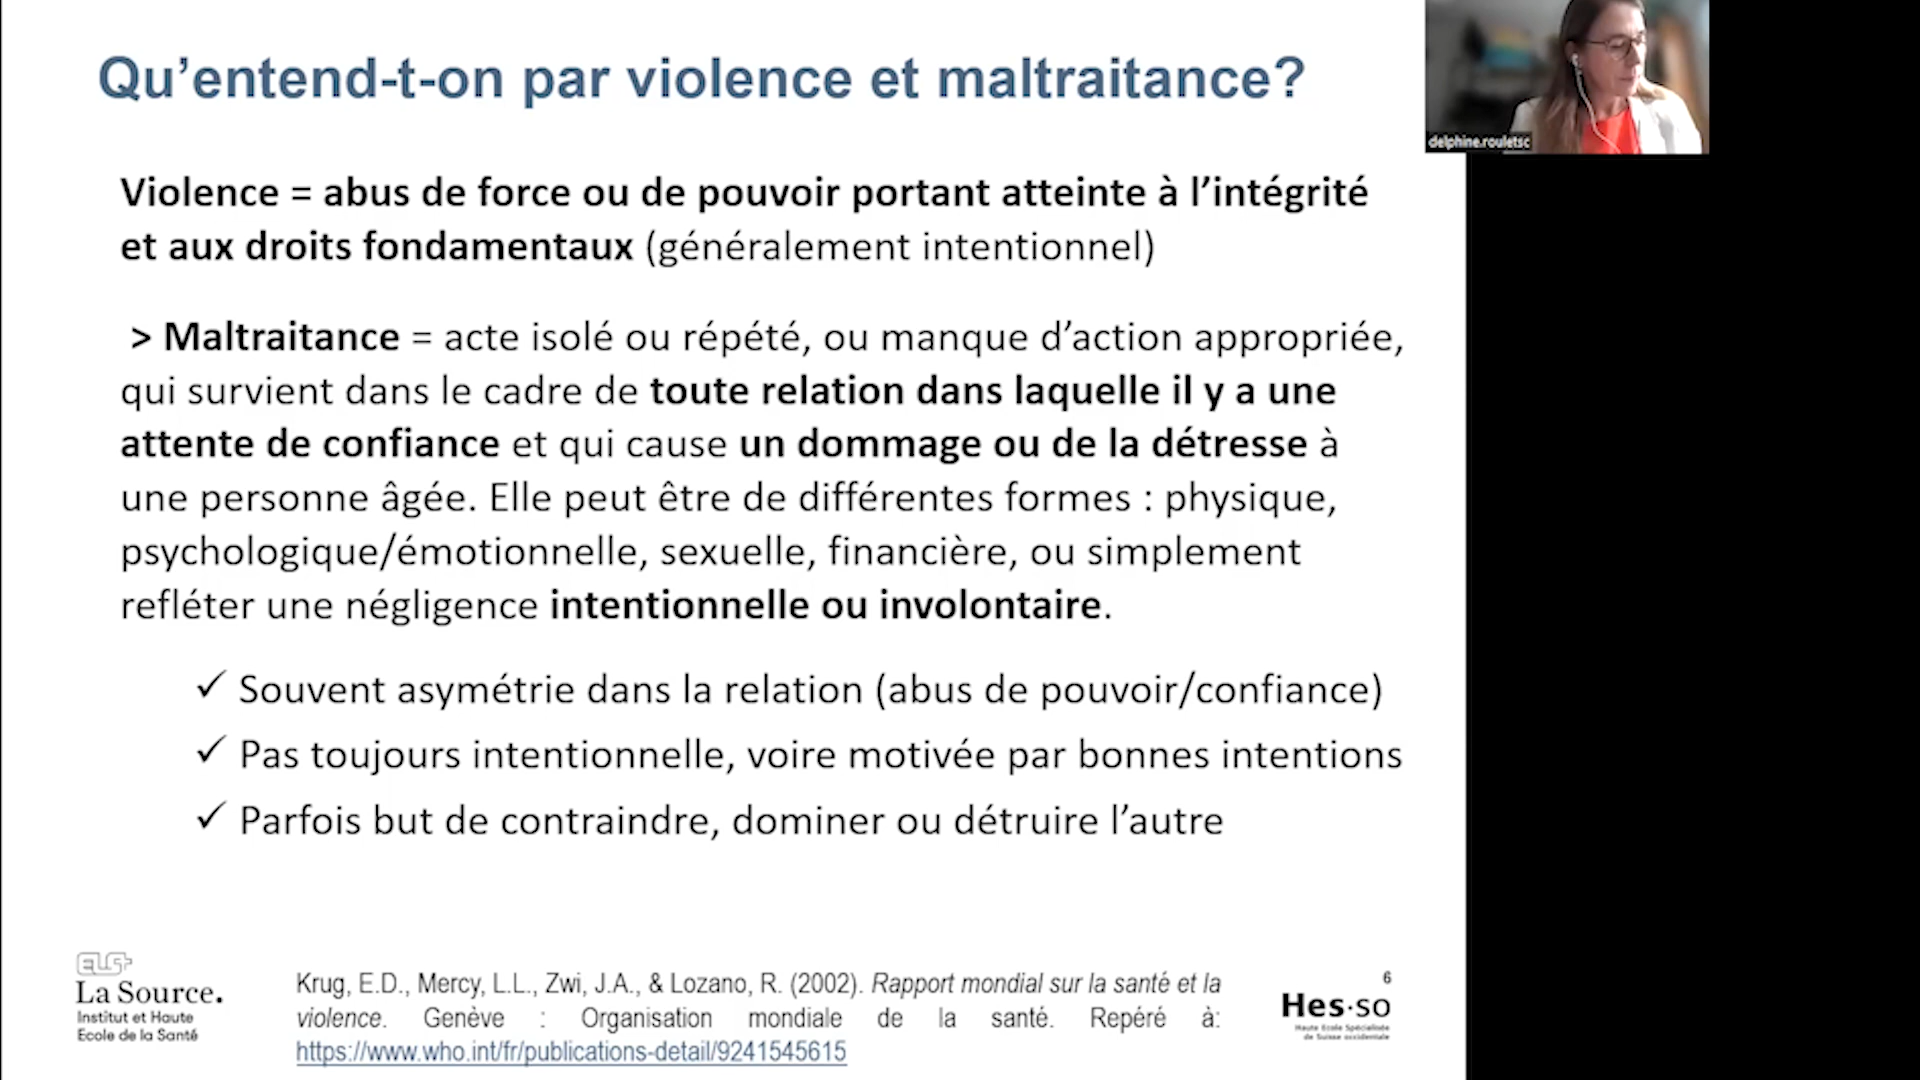 Qu’entend-t-on par violence et maltraitance?
delphine.rouletsc
Violence = abus de force ou de pouvoir portant atteinte à l’intégrité
et aux droits fondamentaux (généralement intentionnel)
> Maltraitance = acte isolé ou répété, ou manque d’action appropriée,
qui survient dans le cadre de toute relation dans laquelle il y a une
attente de confiance et qui cause un dommage ou de la détresse à
une personne âgée. Elle peut être de différentes formes : physique,
psychologique/émotionnelle, sexuelle, financière, ou simplement
refléter une négligence intentionnelle ou involontaire.
✓ Souvent asymétrie dans la relation (abus de pouvoir/confiance)
✓ Pas toujours intentionnelle, voire motivée par bonnes intentions
✓ Parfois but de contraindre, dominer ou détruire l’autre
La Source.
Institut et Haute
Ecole de la Santé
Krug, E.D., Mercy, L.L., Zwi, J.A., & Lozano, R. (2002). Rapport mondial sur la santé et la
violence. Genève : Organisation mondiale de la santé. Repéré à:
https://www.who.int/fr/publications-detail/9241545615
6
Hes·so
Haute Ecole Spécialisée
de Suisse occidentale